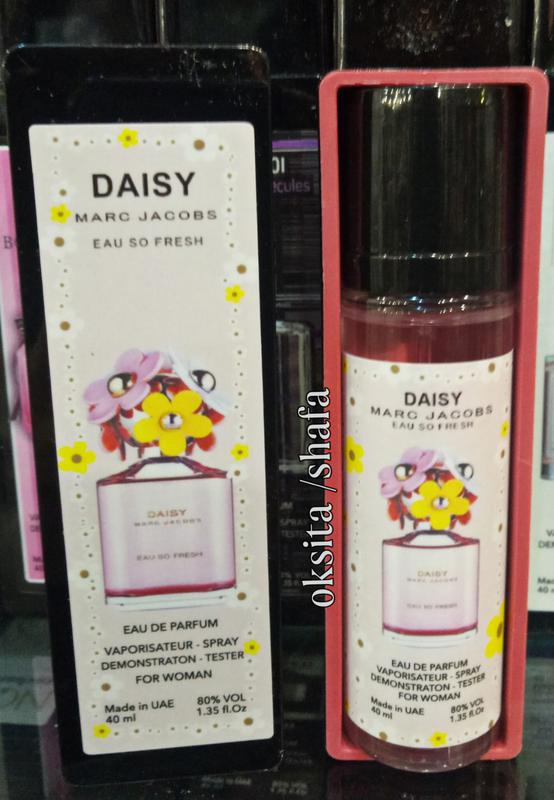 DAISY
MARC JACOBS
EAU SO FRESH
DAISY
MARC JACOBS
EAU SO FRESH
EAU DE PARFUM
VAPORISATEUR - SPRAY
DEMONSTRATON - TESTER
FOR WOMAN
Made in UAE 80% VOL
40 ml 1.35 fl.Oz
oksita /shafa
DAISY
MARC JACOBS
EAU SO FRESH
DAISY
MARC JACOBS
EAU SO FRESH
EAU DE PARFUM
VAPORISATEUR - SPRAY
DEMONSTRATON - TESTER
FOR WOMAN
Made in UAE 80% VOL
40 ml 1.35 fl.Oz